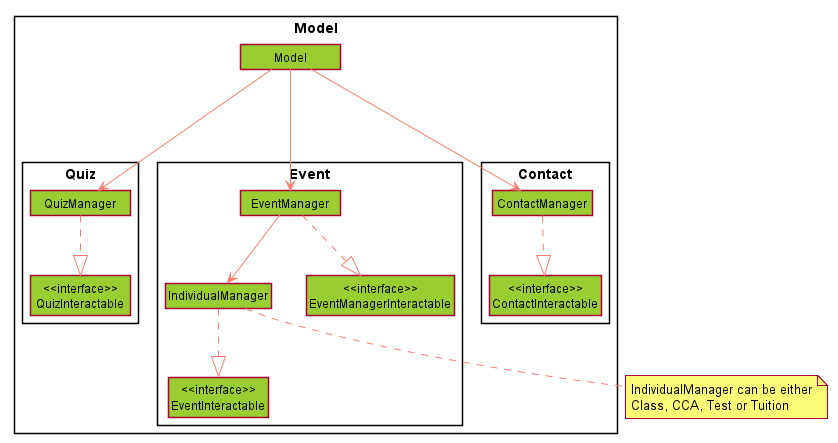 Model
Model
Quiz
Event
Contact
QuizManager
EventManager
ContactManager
<<interface>>
QuizInteractable
IndividualManager
<<interface>>
EventManagerInteractable
<<interface>>
ContactInteractable
<<interface>>
EventInteractable
IndividualManager can be either
Class, CCA, Test or Tuition